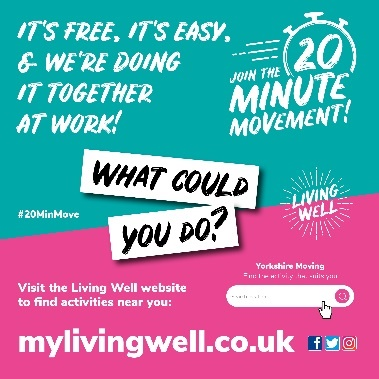 IT'S FREE, IT'S EASY,
& WE'RE DOING
IT TOGETHER
AT WORK!
JOIN THE 20
MINUTE
MOVEMENT!
WHAT COULD
YOU DO?
#20MinMove
LIVING
WELL
Yorkshire Moving
Find the activity that suits you
Visit the Living Well website
to find activities near you:
mylivingwell.co.uk